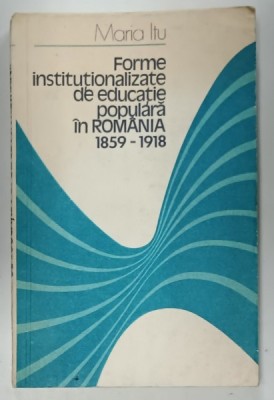 Maria Itu
Forme
instituționalizate
de educație
populară
în ROMÂNIA
1859-1918